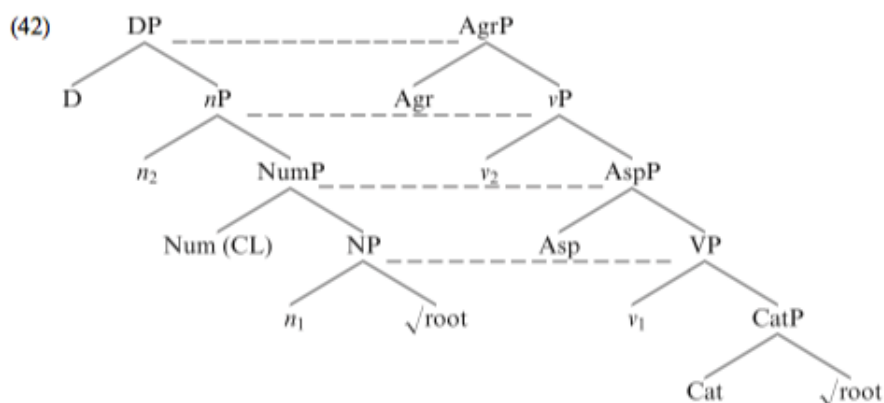 (42) DP AgrP
D nP Agr vP
n2 NumP v2 AspP
Num (CL) NP Asp VP
n1 √root v1 CatP
Cat √root